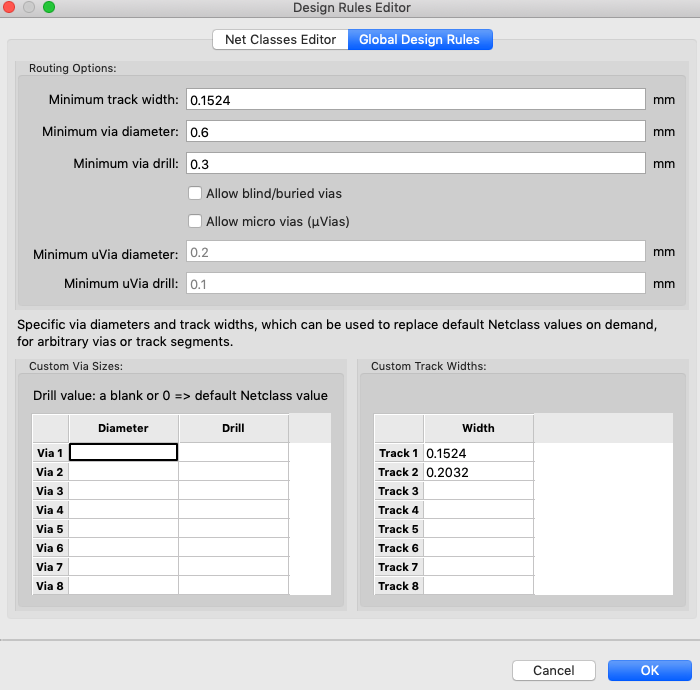 Design Rules Editor
Net Classes Editor Global Design Rules
Routing Options:
Minimum track width: 0.1524 mm
Minimum via diameter: 0.6 mm
Minimum via drill: 0.3 mm
Allow blind/buried vias
Allow micro vias (µVias)
Minimum uVia diameter: 0.2 mm
Minimum uVia drill: 0.1 mm
Specific via diameters and track widths, which can be used to replace default Netclass values on demand,
for arbitrary vias or track segments.
Custom Via Sizes:
Drill value: a blank or 0 => default Netclass value
Diameter Drill
Via 1
Via 2
Via 3
Via 4
Via 5
Via 6
Via 7
Via 8
Custom Track Widths:
Width
Track 1 0.1524
Track 2 0.2032
Track 3
Track 4
Track 5
Track 6
Track 7
Track 8
Cancel OK